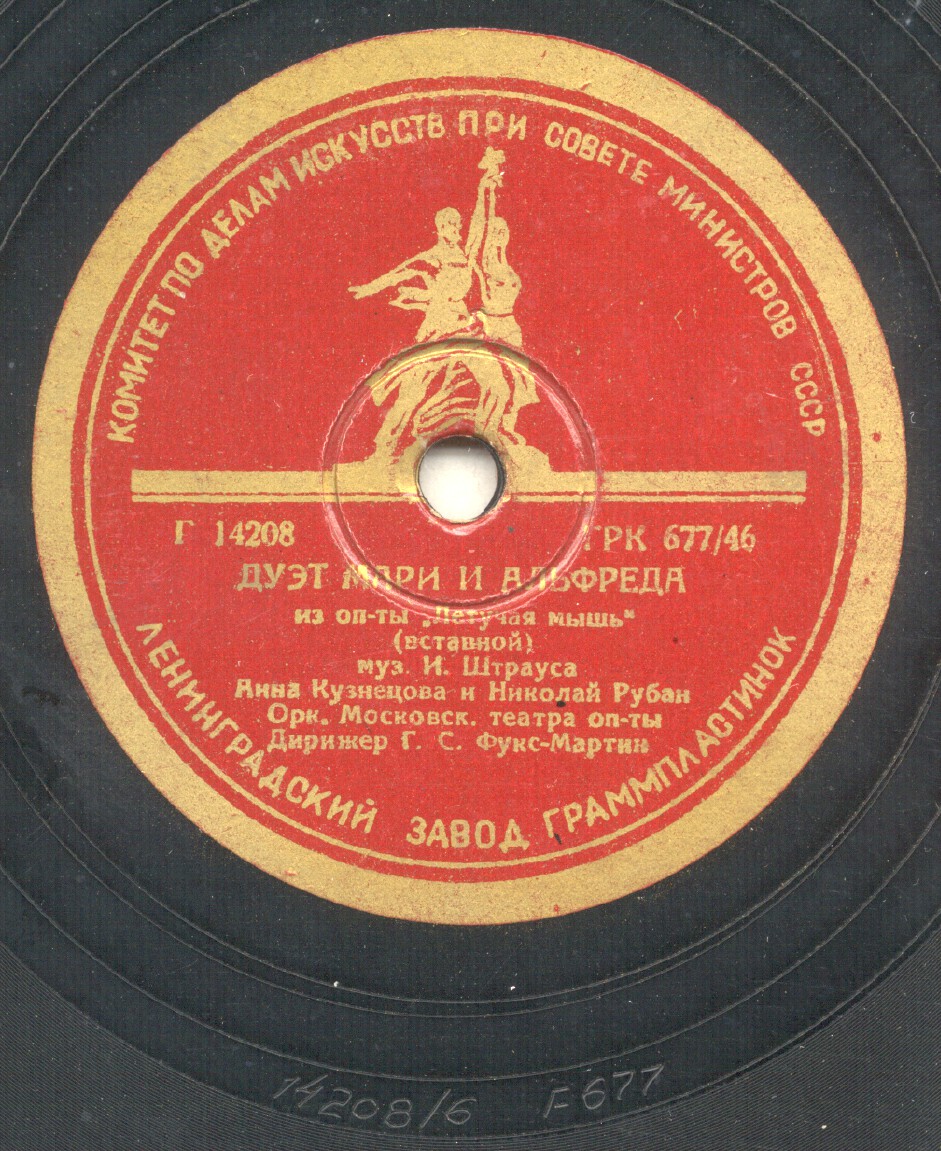 КОМИТЕТ ПО ДЕЛАМ ИСКУССТВ ПРИ СОВЕТЕ МИНИСТРОВ СССР
Г 14208
ГРК 677/46
ДУЭТ МАРИ И АЛЬФРЕДА
из оп-ты „Летучая мышь"
(вставной)
муз. И. Штрауса
Анна Кузнецова и Николай Рубан
Орк. Московск. театра оп-ты
Дирижер Г. С. Фукс-Мартин
ЛЕНИНГРАДСКИЙ ЗАВОД ГРАММПЛАСТИНОК
14208/6 F677